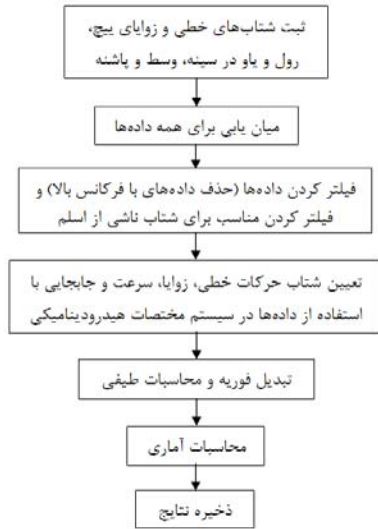 ثبت شتاب‌های خطی و زوایای پیچ،
رول و یاو در سینه، وسط و پاشنه
میان یابی برای همه داده‌ها
فیلتر کردن داده‌ها (حذف داده‌های با فرکانس بالا) و
فیلتر کردن مناسب برای شتاب ناشی از اسلم
تعیین شتاب حرکات خطی، زوایا، سرعت و جابجایی با
استفاده از داده‌ها در سیستم مختصات هیدرودینامیکی
تبدیل فوریه و محاسبات طیفی
محاسبات آماری
ذخیره نتایج